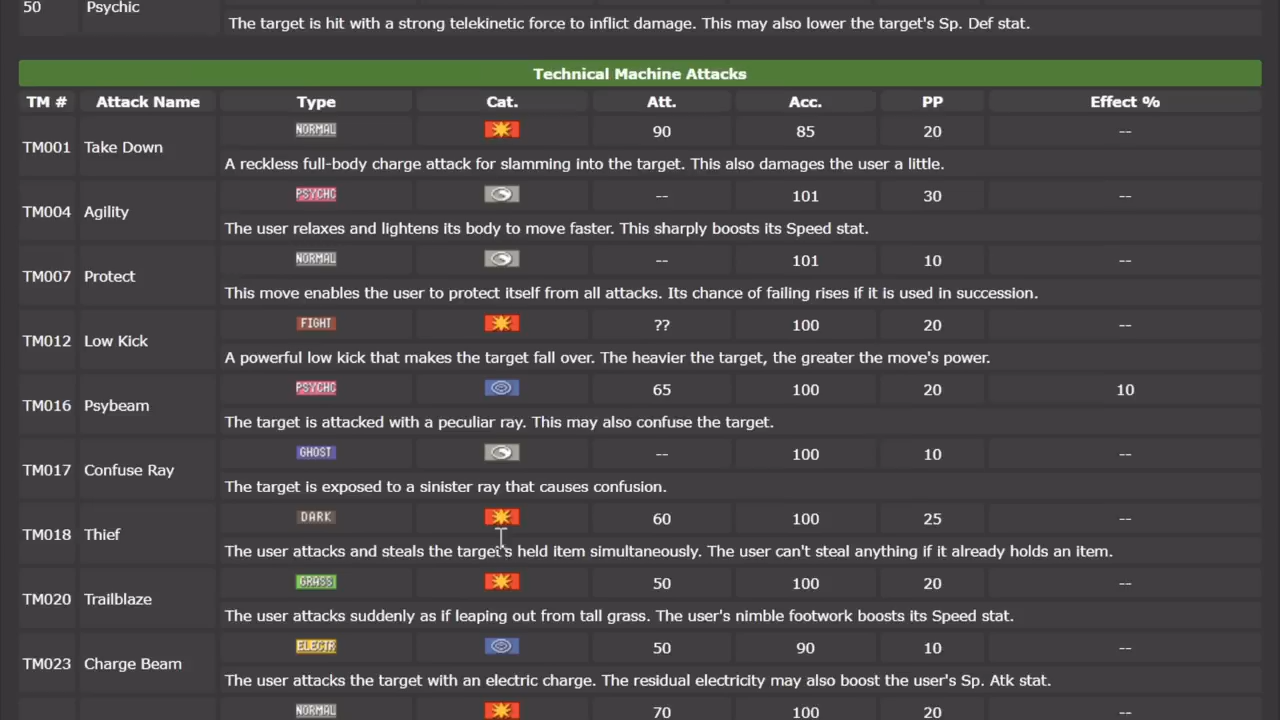 50 Psychic
The target is hit with a strong telekinetic force to inflict damage. This may also lower the target's Sp. Def stat.
Technical Machine Attacks
TM # Attack Name Type Cat. Att. Acc. PP Effect %
TM001 Take Down NORMAL 90 85 20 --
A reckless full-body charge attack for slamming into the target. This also damages the user a little.
TM004 Agility PSYCHC -- 101 30 --
The user relaxes and lightens its body to move faster. This sharply boosts its Speed stat.
TM007 Protect NORMAL -- 101 10 --
This move enables the user to protect itself from all attacks. Its chance of failing rises if it is used in succession.
TM012 Low Kick FIGHT ?? 100 20 --
A powerful low kick that makes the target fall over. The heavier the target, the greater the move's power.
TM016 Psybeam PSYCHC 65 100 20 10
The target is attacked with a peculiar ray. This may also confuse the target.
TM017 Confuse Ray GHOST -- 100 10 --
The target is exposed to a sinister ray that causes confusion.
TM018 Thief DARK 60 100 25 --
The user attacks and steals the target's held item simultaneously. The user can't steal anything if it already holds an item.
TM020 Trailblaze GRASS 50 100 20 --
The user attacks suddenly as if leaping out from tall grass. The user's nimble footwork boosts its Speed stat.
TM023 Charge Beam ELECTR 50 90 10 --
The user attacks the target with an electric charge. The residual electricity may also boost the user's Sp. Atk stat.
NORMAL 70 100 20 --